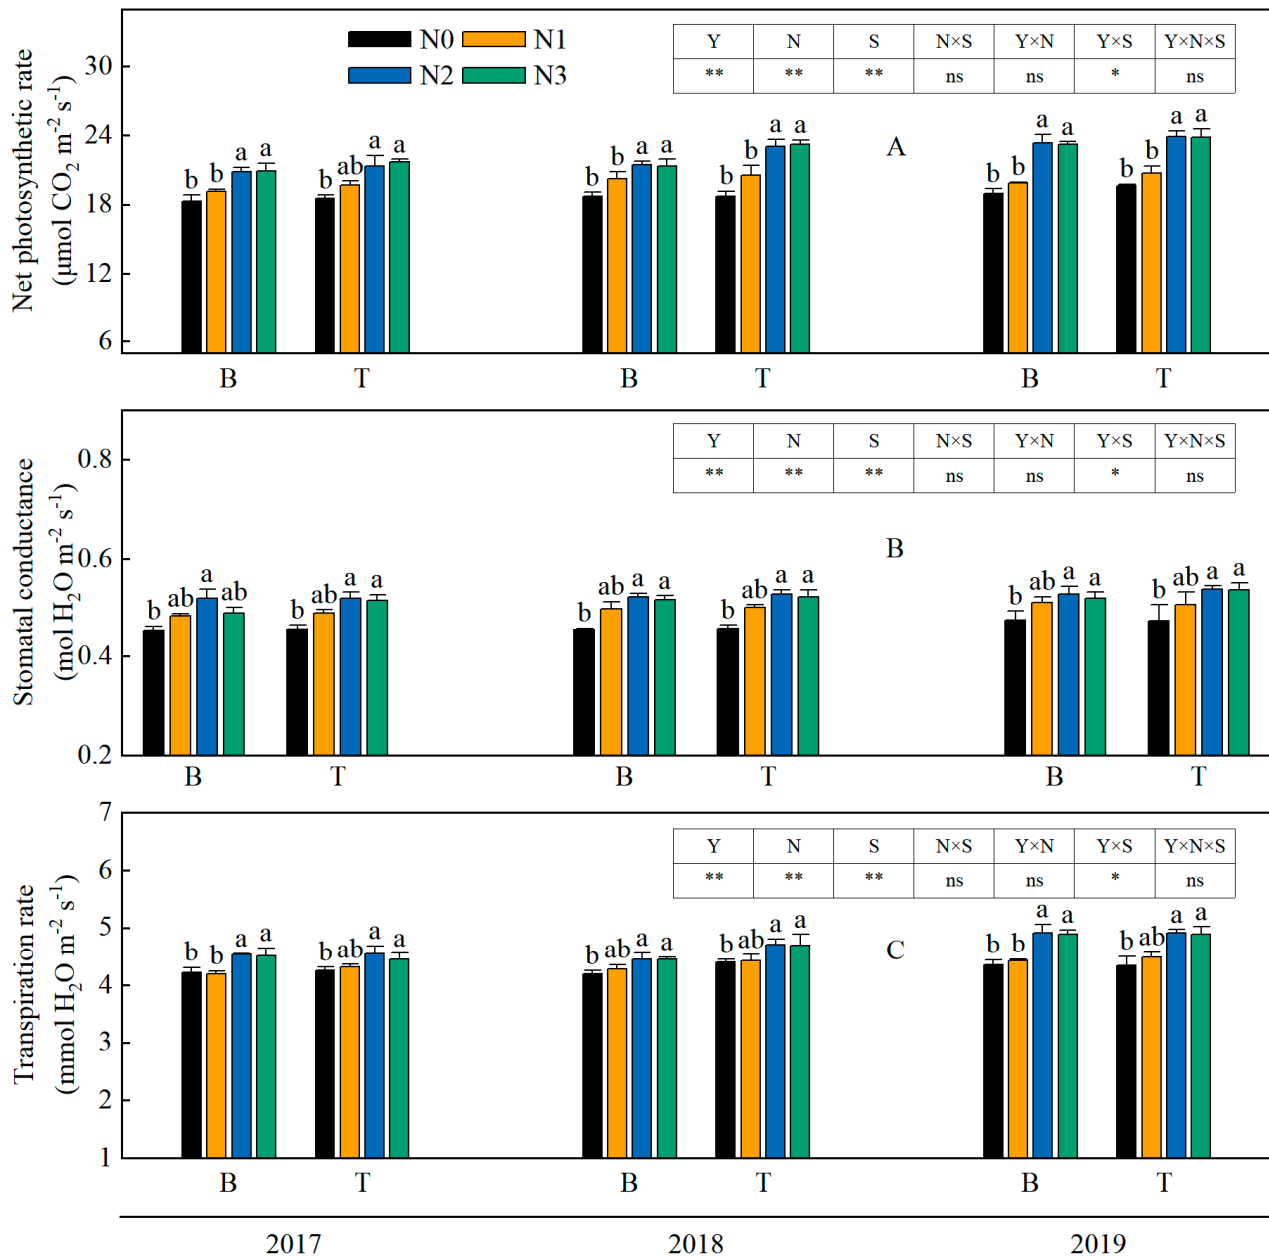 N0 N1
N2 N3
Y N S N×S Y×N Y×S Y×N×S
** ** ** ns ns * ns
Net photosynthetic rate
(μmol CO₂ m⁻² s⁻¹)
30
24
18
12
6
A
b b a a b ab a a b b a a b b a a b b a a b b a a
B T B T B T
Y N S N×S Y×N Y×S Y×N×S
** ** ** ns ns * ns
Stomatal conductance
(mol H₂O m⁻² s⁻¹)
0.8
0.6
0.4
0.2
B
b ab a ab b ab a a b ab a a b ab a a b ab a a b ab a a
B T B T B T
Y N S N×S Y×N Y×S Y×N×S
** ** ** ns ns * ns
Transpiration rate
(mmol H₂O m⁻² s⁻¹)
7
6
5
4
3
2
1
C
b b a a b ab a a b ab a a b ab a a b b a a b ab a a
B T B T B T
2017 2018 2019